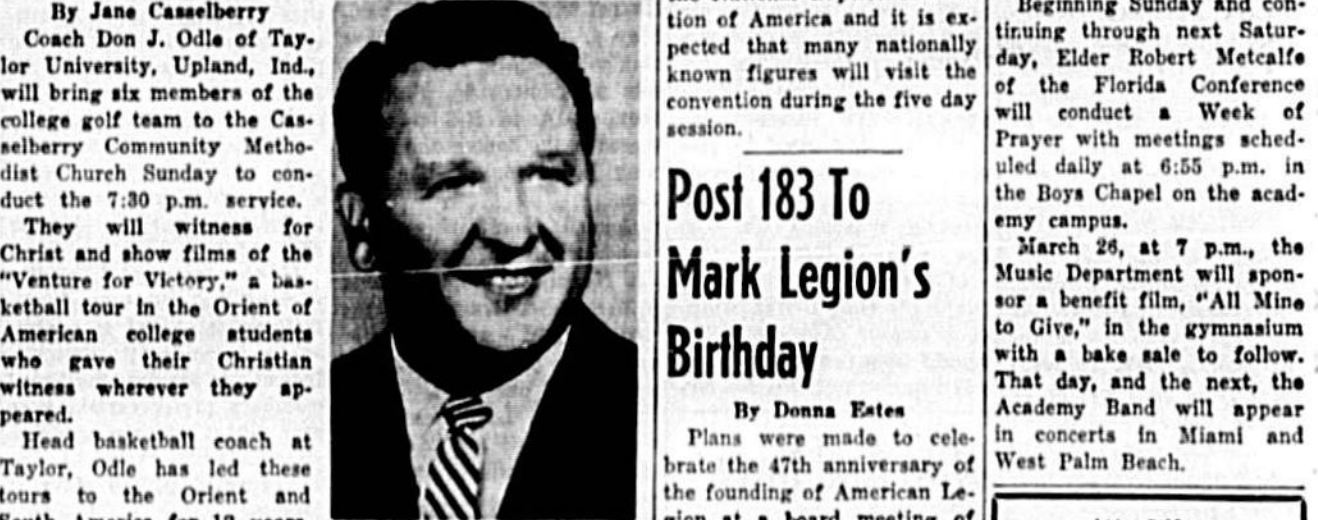 By Jane Casselberry
Coach Don J. Odle of Tay-
lor University, Upland, Ind.,
will bring six members of the
college golf team to the Cas-
selberry Community Metho-
dist Church Sunday to con-
duct the 7:30 p.m. service.
They will witness for
Christ and show films of the
"Venture for Victory," a bas-
ketball tour in the Orient of
American college students
who gave their Christian
witness wherever they ap-
peared.
Head basketball coach at
Taylor, Odle has led these
tours to the Orient and
tion of America and it is ex-
pected that many nationally
known figures will visit the
convention during the five day
session.
Post 183 To
Mark Legion's
Birthday
By Donna Estes
Plans were made to cele-
brate the 47th anniversary of
the founding of American Le-
gion at a board meeting of
Beginning Sunday and con-
tinuing through next Satur-
day, Elder Robert Metcalfe
of the Florida Conference
will conduct a Week of
Prayer with meetings sched-
uled daily at 6:55 p.m. in
the Boys Chapel on the acad-
emy campus.
March 26, at 7 p.m., the
Music Department will spon-
sor a benefit film, "All Mine
to Give," in the gymnasium
with a bake sale to follow.
That day, and the next, the
Academy Band will appear
in concerts in Miami and
West Palm Beach.